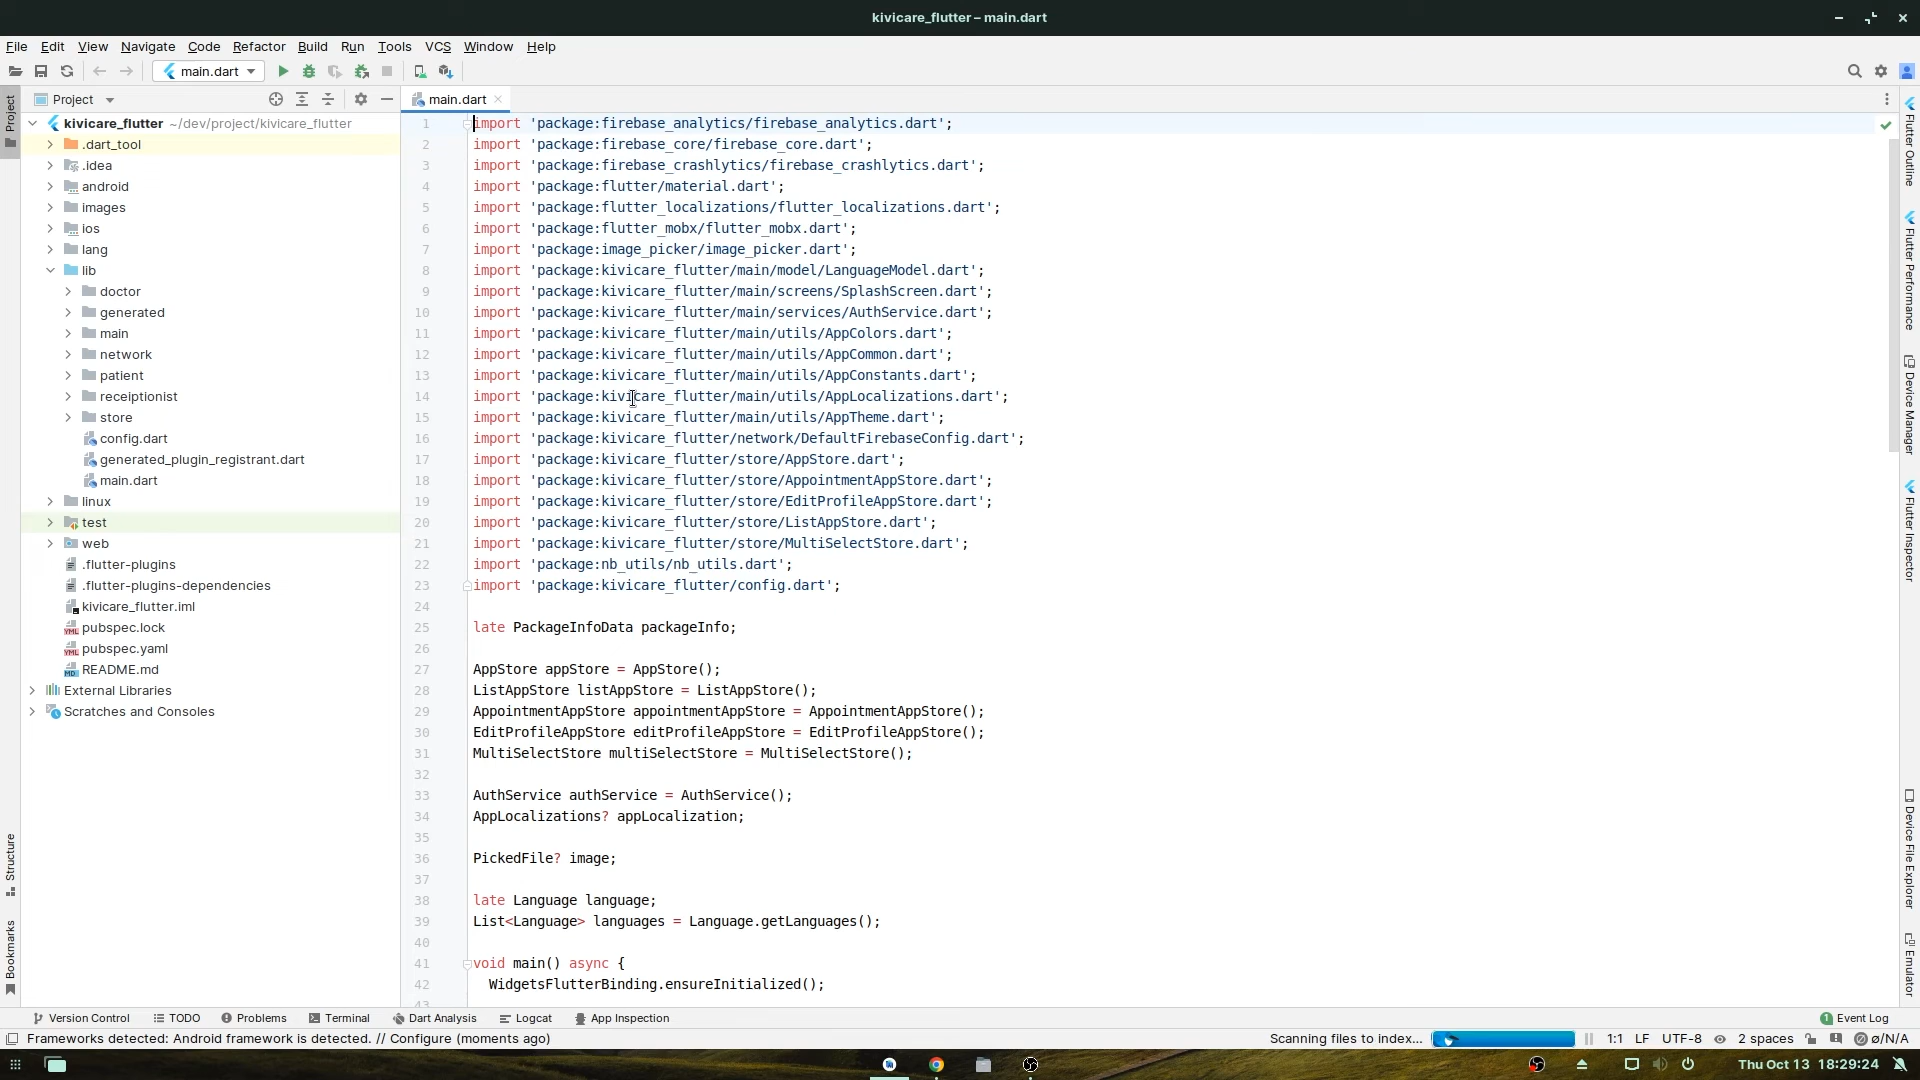 kivicare_flutter – main.dart
File Edit View Navigate Code Refactor Build Run Tools VCS Window Help
main.dart
Project
main.dart
kivicare_flutter ~/dev/project/kivicare_flutter
.dart_tool
.idea
android
images
ios
lang
lib
doctor
generated
main
network
patient
receiptionist
store
config.dart
generated_plugin_registrant.dart
main.dart
linux
test
web
.flutter-plugins
.flutter-plugins-dependencies
kivicare_flutter.iml
pubspec.lock
pubspec.yaml
README.md
External Libraries
Scratches and Consoles
1 import 'package:firebase_analytics/firebase_analytics.dart';
2 import 'package:firebase_core/firebase_core.dart';
3 import 'package:firebase_crashlytics/firebase_crashlytics.dart';
4 import 'package:flutter/material.dart';
5 import 'package:flutter_localizations/flutter_localizations.dart';
6 import 'package:flutter_mobx/flutter_mobx.dart';
7 import 'package:image_picker/image_picker.dart';
8 import 'package:kivicare_flutter/main/model/LanguageModel.dart';
9 import 'package:kivicare_flutter/main/screens/SplashScreen.dart';
10 import 'package:kivicare_flutter/main/services/AuthService.dart';
11 import 'package:kivicare_flutter/main/utils/AppColors.dart';
12 import 'package:kivicare_flutter/main/utils/AppCommon.dart';
13 import 'package:kivicare_flutter/main/utils/AppConstants.dart';
14 import 'package:kivicare_flutter/main/utils/AppLocalizations.dart';
15 import 'package:kivicare_flutter/main/utils/AppTheme.dart';
16 import 'package:kivicare_flutter/network/DefaultFirebaseConfig.dart';
17 import 'package:kivicare_flutter/store/AppStore.dart';
18 import 'package:kivicare_flutter/store/AppointmentAppStore.dart';
19 import 'package:kivicare_flutter/store/EditProfileAppStore.dart';
20 import 'package:kivicare_flutter/store/ListAppStore.dart';
21 import 'package:kivicare_flutter/store/MultiSelectStore.dart';
22 import 'package:nb_utils/nb_utils.dart';
23 import 'package:kivicare_flutter/config.dart';
24
25 late PackageInfoData packageInfo;
26
27 AppStore appStore = AppStore();
28 ListAppStore listAppStore = ListAppStore();
29 AppointmentAppStore appointmentAppStore = AppointmentAppStore();
30 EditProfileAppStore editProfileAppStore = EditProfileAppStore();
31 MultiSelectStore multiSelectStore = MultiSelectStore();
32
33 AuthService authService = AuthService();
34 AppLocalizations? appLocalization;
35
36 PickedFile? image;
37
38 late Language language;
39 List<Language> languages = Language.getLanguages();
40
41 void main() async {
42 WidgetsFlutterBinding.ensureInitialized();
43
Project
Structure
Bookmarks
Flutter Outline
Flutter Performance
Device Manager
Flutter Inspector
Device File Explorer
Emulator
Version Control TODO Problems Terminal Dart Analysis Logcat App Inspection 1 Event Log
Frameworks detected: Android framework is detected. // Configure (moments ago) Scanning files to index... 1:1 LF UTF-8 2 spaces ø/N/A
Thu Oct 13 18:29:24